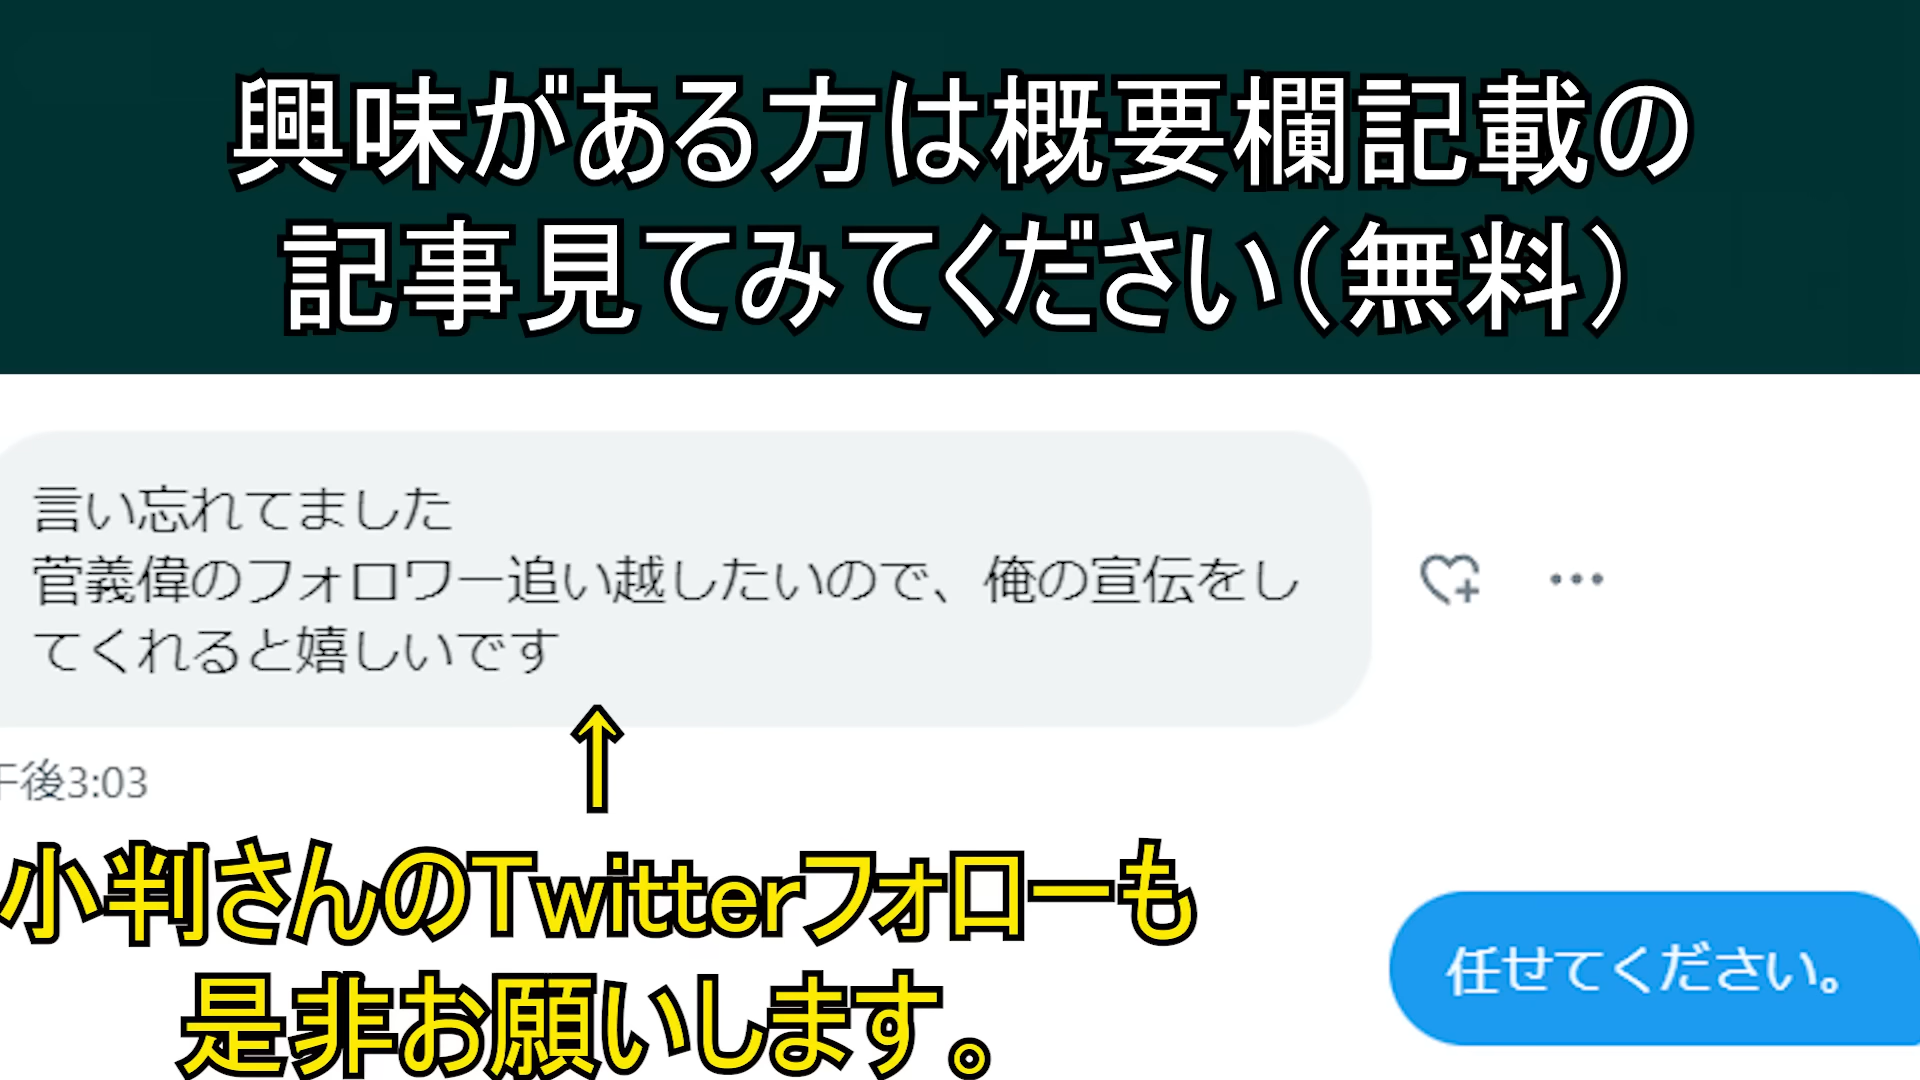 興味がある方は概要欄記載の
記事見てみてください（無料）
言い忘れてました
菅義偉のフォロワー追い越したいので、俺の宣伝をし
てくれると嬉しいです
↑
午後3:03
小判さんのTwitterフォローも
是非お願いします。
任せてください。